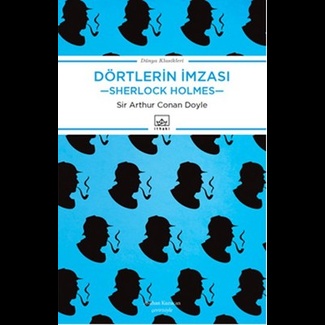 Dünya Klasikleri
DÖRTLERİN İMZASI
—SHERLOCK HOLMES—
Sir Arthur Conan Doyle
İTHAKİ